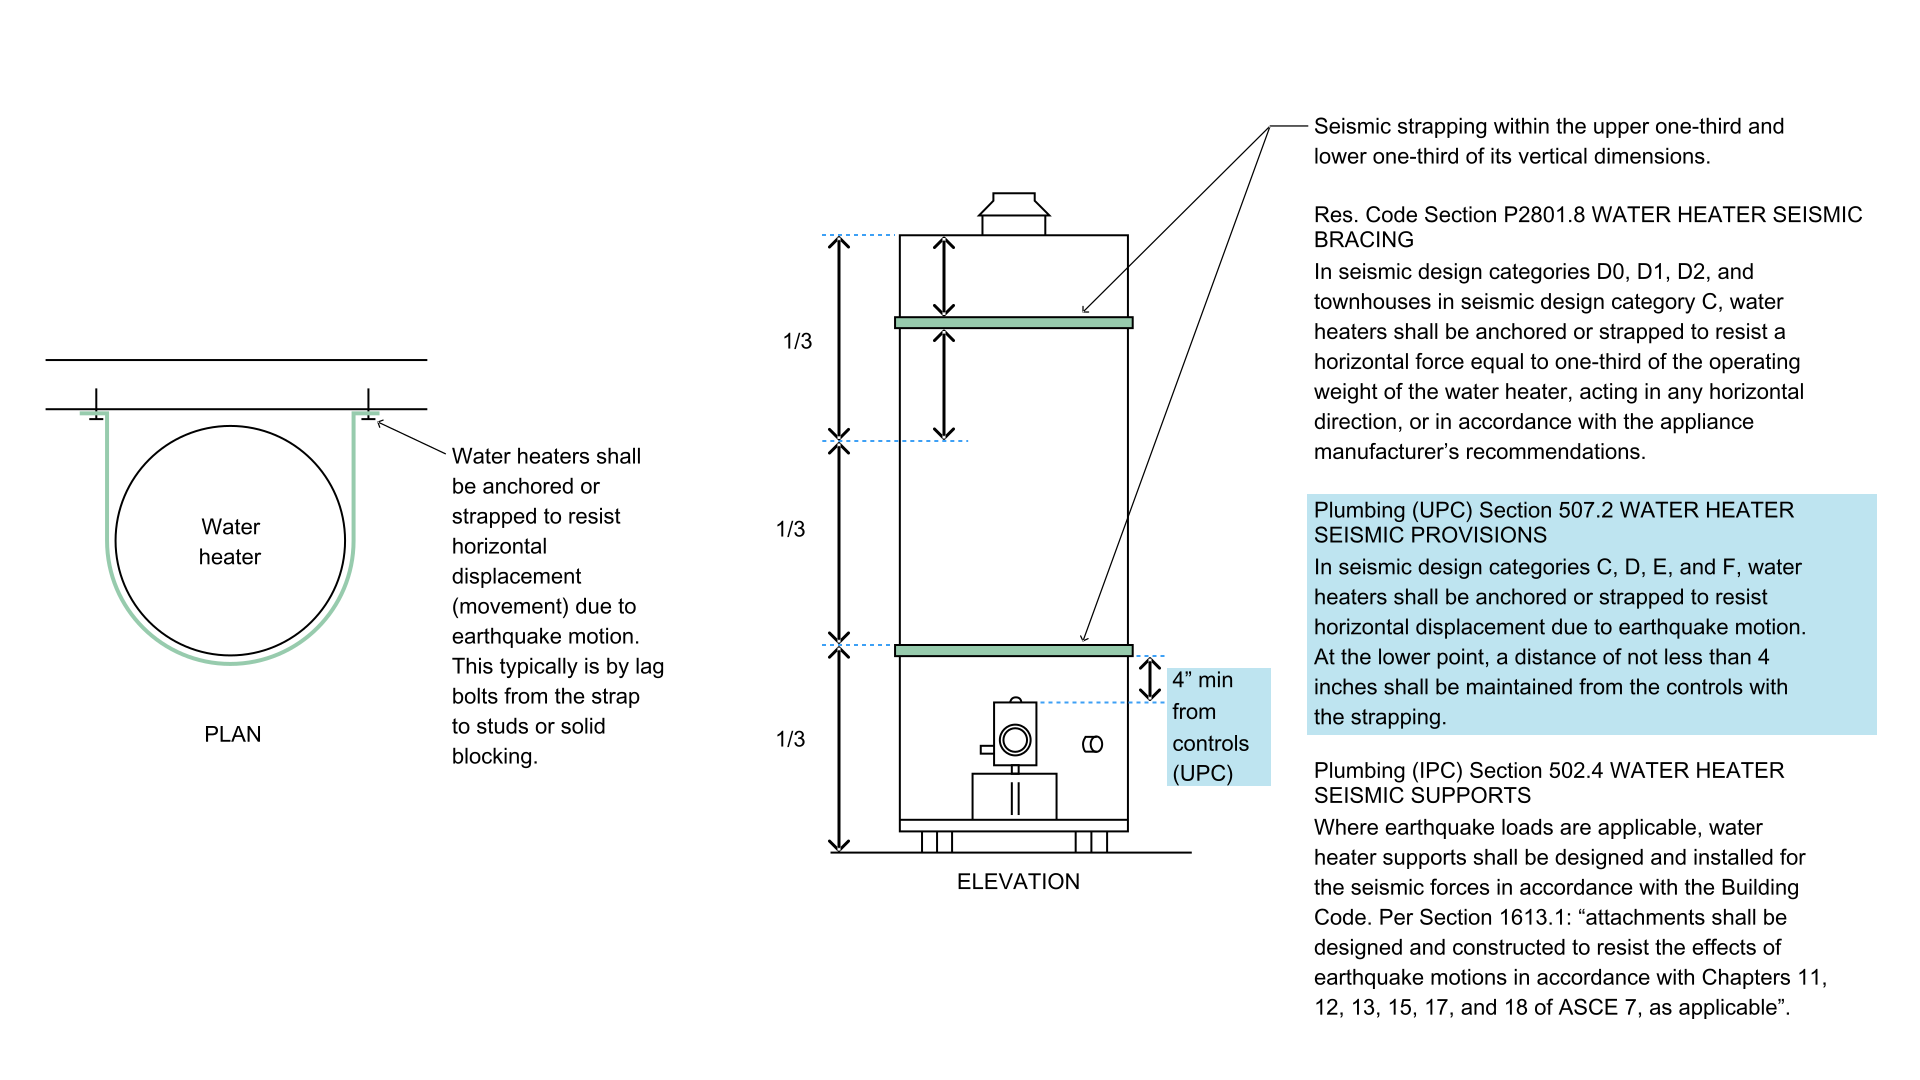 Water
heater
PLAN
Water heaters shall
be anchored or
strapped to resist
horizontal
displacement
(movement) due to
earthquake motion.
This typically is by lag
bolts from the strap
to studs or solid
blocking.
1/3
1/3
1/3
4” min
from
controls
(UPC)
ELEVATION
Seismic strapping within the upper one-third and
lower one-third of its vertical dimensions.
Res. Code Section P2801.8 WATER HEATER SEISMIC
BRACING
In seismic design categories D0, D1, D2, and
townhouses in seismic design category C, water
heaters shall be anchored or strapped to resist a
horizontal force equal to one-third of the operating
weight of the water heater, acting in any horizontal
direction, or in accordance with the appliance
manufacturer’s recommendations.
Plumbing (UPC) Section 507.2 WATER HEATER
SEISMIC PROVISIONS
In seismic design categories C, D, E, and F, water
heaters shall be anchored or strapped to resist
horizontal displacement due to earthquake motion.
At the lower point, a distance of not less than 4
inches shall be maintained from the controls with
the strapping.
Plumbing (IPC) Section 502.4 WATER HEATER
SEISMIC SUPPORTS
Where earthquake loads are applicable, water
heater supports shall be designed and installed for
the seismic forces in accordance with the Building
Code. Per Section 1613.1: “attachments shall be
designed and constructed to resist the effects of
earthquake motions in accordance with Chapters 11,
12, 13, 15, 17, and 18 of ASCE 7, as applicable”.